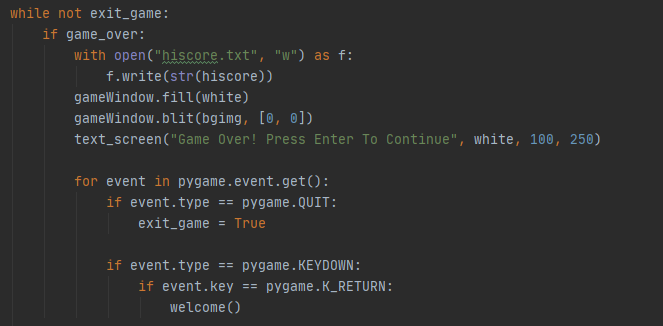 while not exit_game:
    if game_over:
        with open("hiscore.txt", "w") as f:
            f.write(str(hiscore))
        gameWindow.fill(white)
        gameWindow.blit(bgimg, [0, 0])
        text_screen("Game Over! Press Enter To Continue", white, 100, 250)

        for event in pygame.event.get():
            if event.type == pygame.QUIT:
                exit_game = True

            if event.type == pygame.KEYDOWN:
                if event.key == pygame.K_RETURN:
                    welcome()